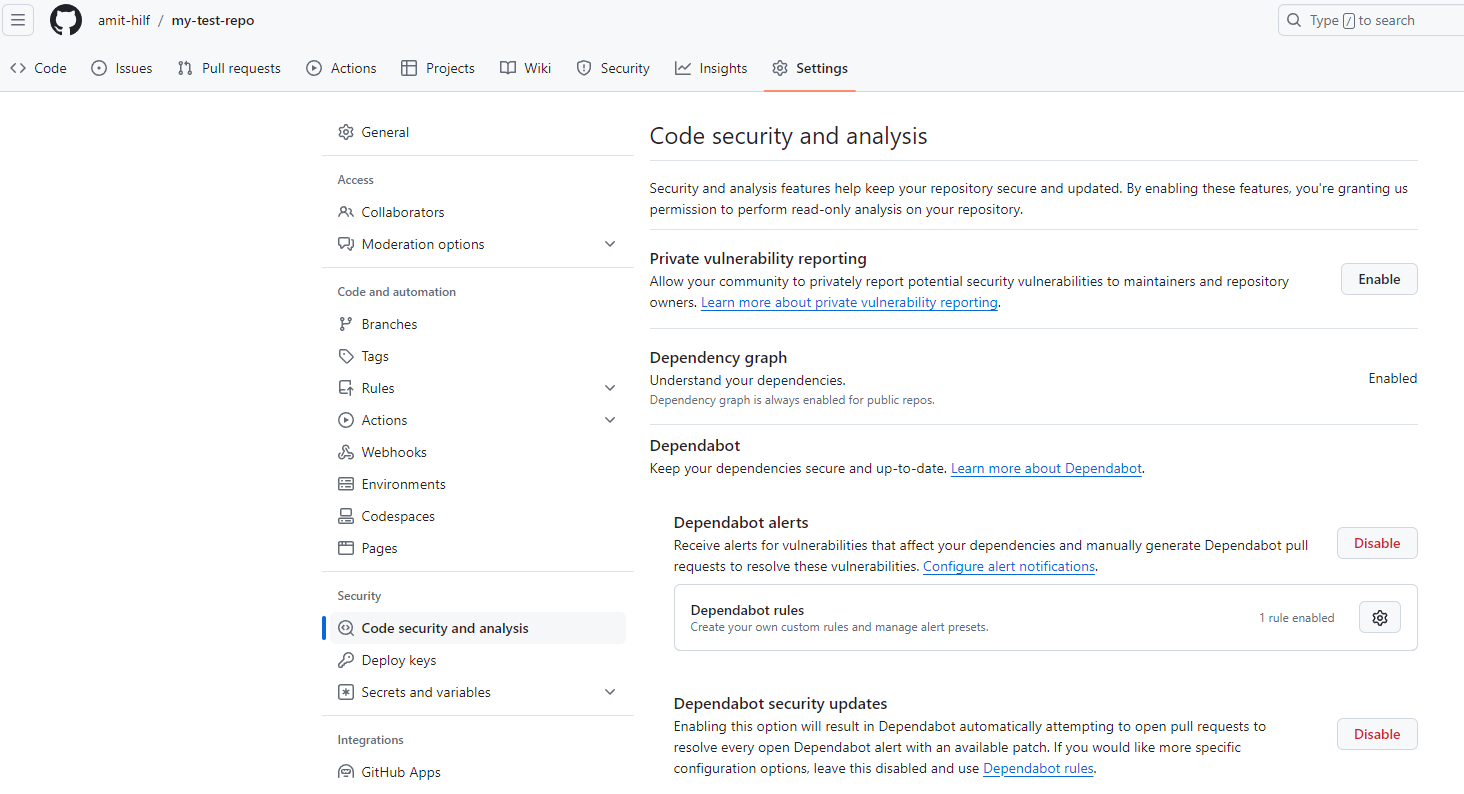 amit-hilf / my-test-repo
Type / to search
Code Issues Pull requests Actions Projects Wiki Security Insights Settings
General
Access
Collaborators
Moderation options
Code and automation
Branches
Tags
Rules
Actions
Webhooks
Environments
Codespaces
Pages
Security
Code security and analysis
Deploy keys
Secrets and variables
Integrations
GitHub Apps
Code security and analysis
Security and analysis features help keep your repository secure and updated. By enabling these features, you're granting us
permission to perform read-only analysis on your repository.
Private vulnerability reporting
Allow your community to privately report potential security vulnerabilities to maintainers and repository
owners. Learn more about private vulnerability reporting.
Enable
Dependency graph
Understand your dependencies.
Dependency graph is always enabled for public repos.
Enabled
Dependabot
Keep your dependencies secure and up-to-date. Learn more about Dependabot.
Dependabot alerts
Receive alerts for vulnerabilities that affect your dependencies and manually generate Dependabot pull
requests to resolve these vulnerabilities. Configure alert notifications.
Disable
Dependabot rules
Create your own custom rules and manage alert presets.
1 rule enabled
Dependabot security updates
Enabling this option will result in Dependabot automatically attempting to open pull requests to
resolve every open Dependabot alert with an available patch. If you would like more specific
configuration options, leave this disabled and use Dependabot rules.
Disable